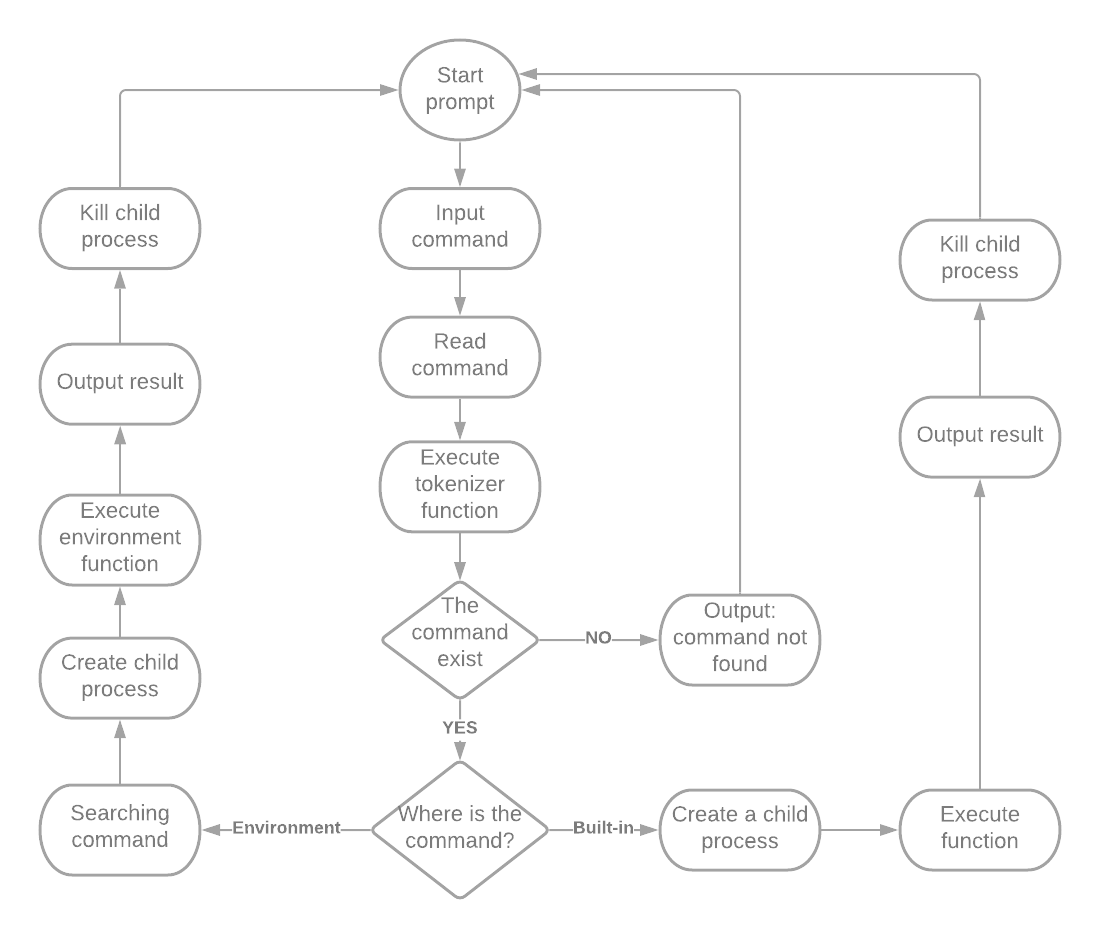 Start
prompt
Kill child
process
Input
command
Kill child
process
Read
command
Output result
Output result
Execute
tokenizer
function
Execute
environment
function
The
command
exist
NO
Output:
command not
found
Create child
process
YES
Searching
command
Environment
Where is the
command?
Built-in
Create a child
process
Execute
function